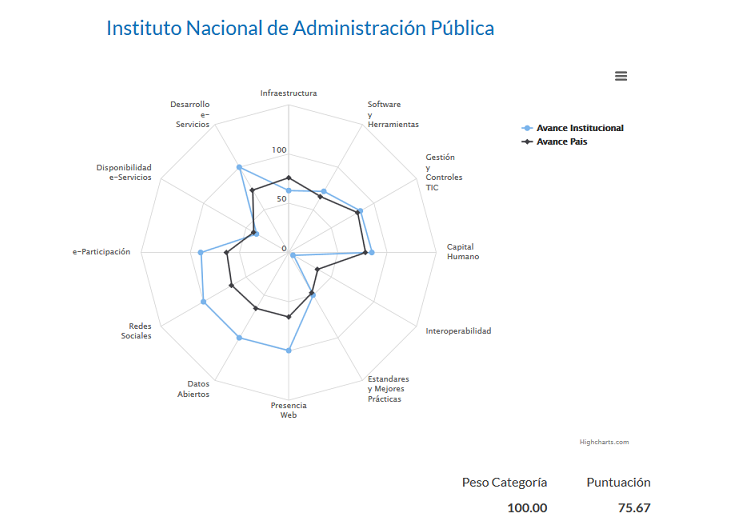 Instituto Nacional de Administración Pública
Infraestructura
Software
y
Herramientas
Gestión
y
Controles
TIC
Capital
Humano
Interoperabilidad
Estandares
y Mejores
Prácticas
Presencia
Web
Datos
Abiertos
Redes
Sociales
e-Participación
Disponibilidad
e-Servicios
Desarrollo
e-
Servicios
100
50
0
Avance Institucional
Avance Pais
Highcharts.com
Peso Categoría Puntuación
100.00 75.67